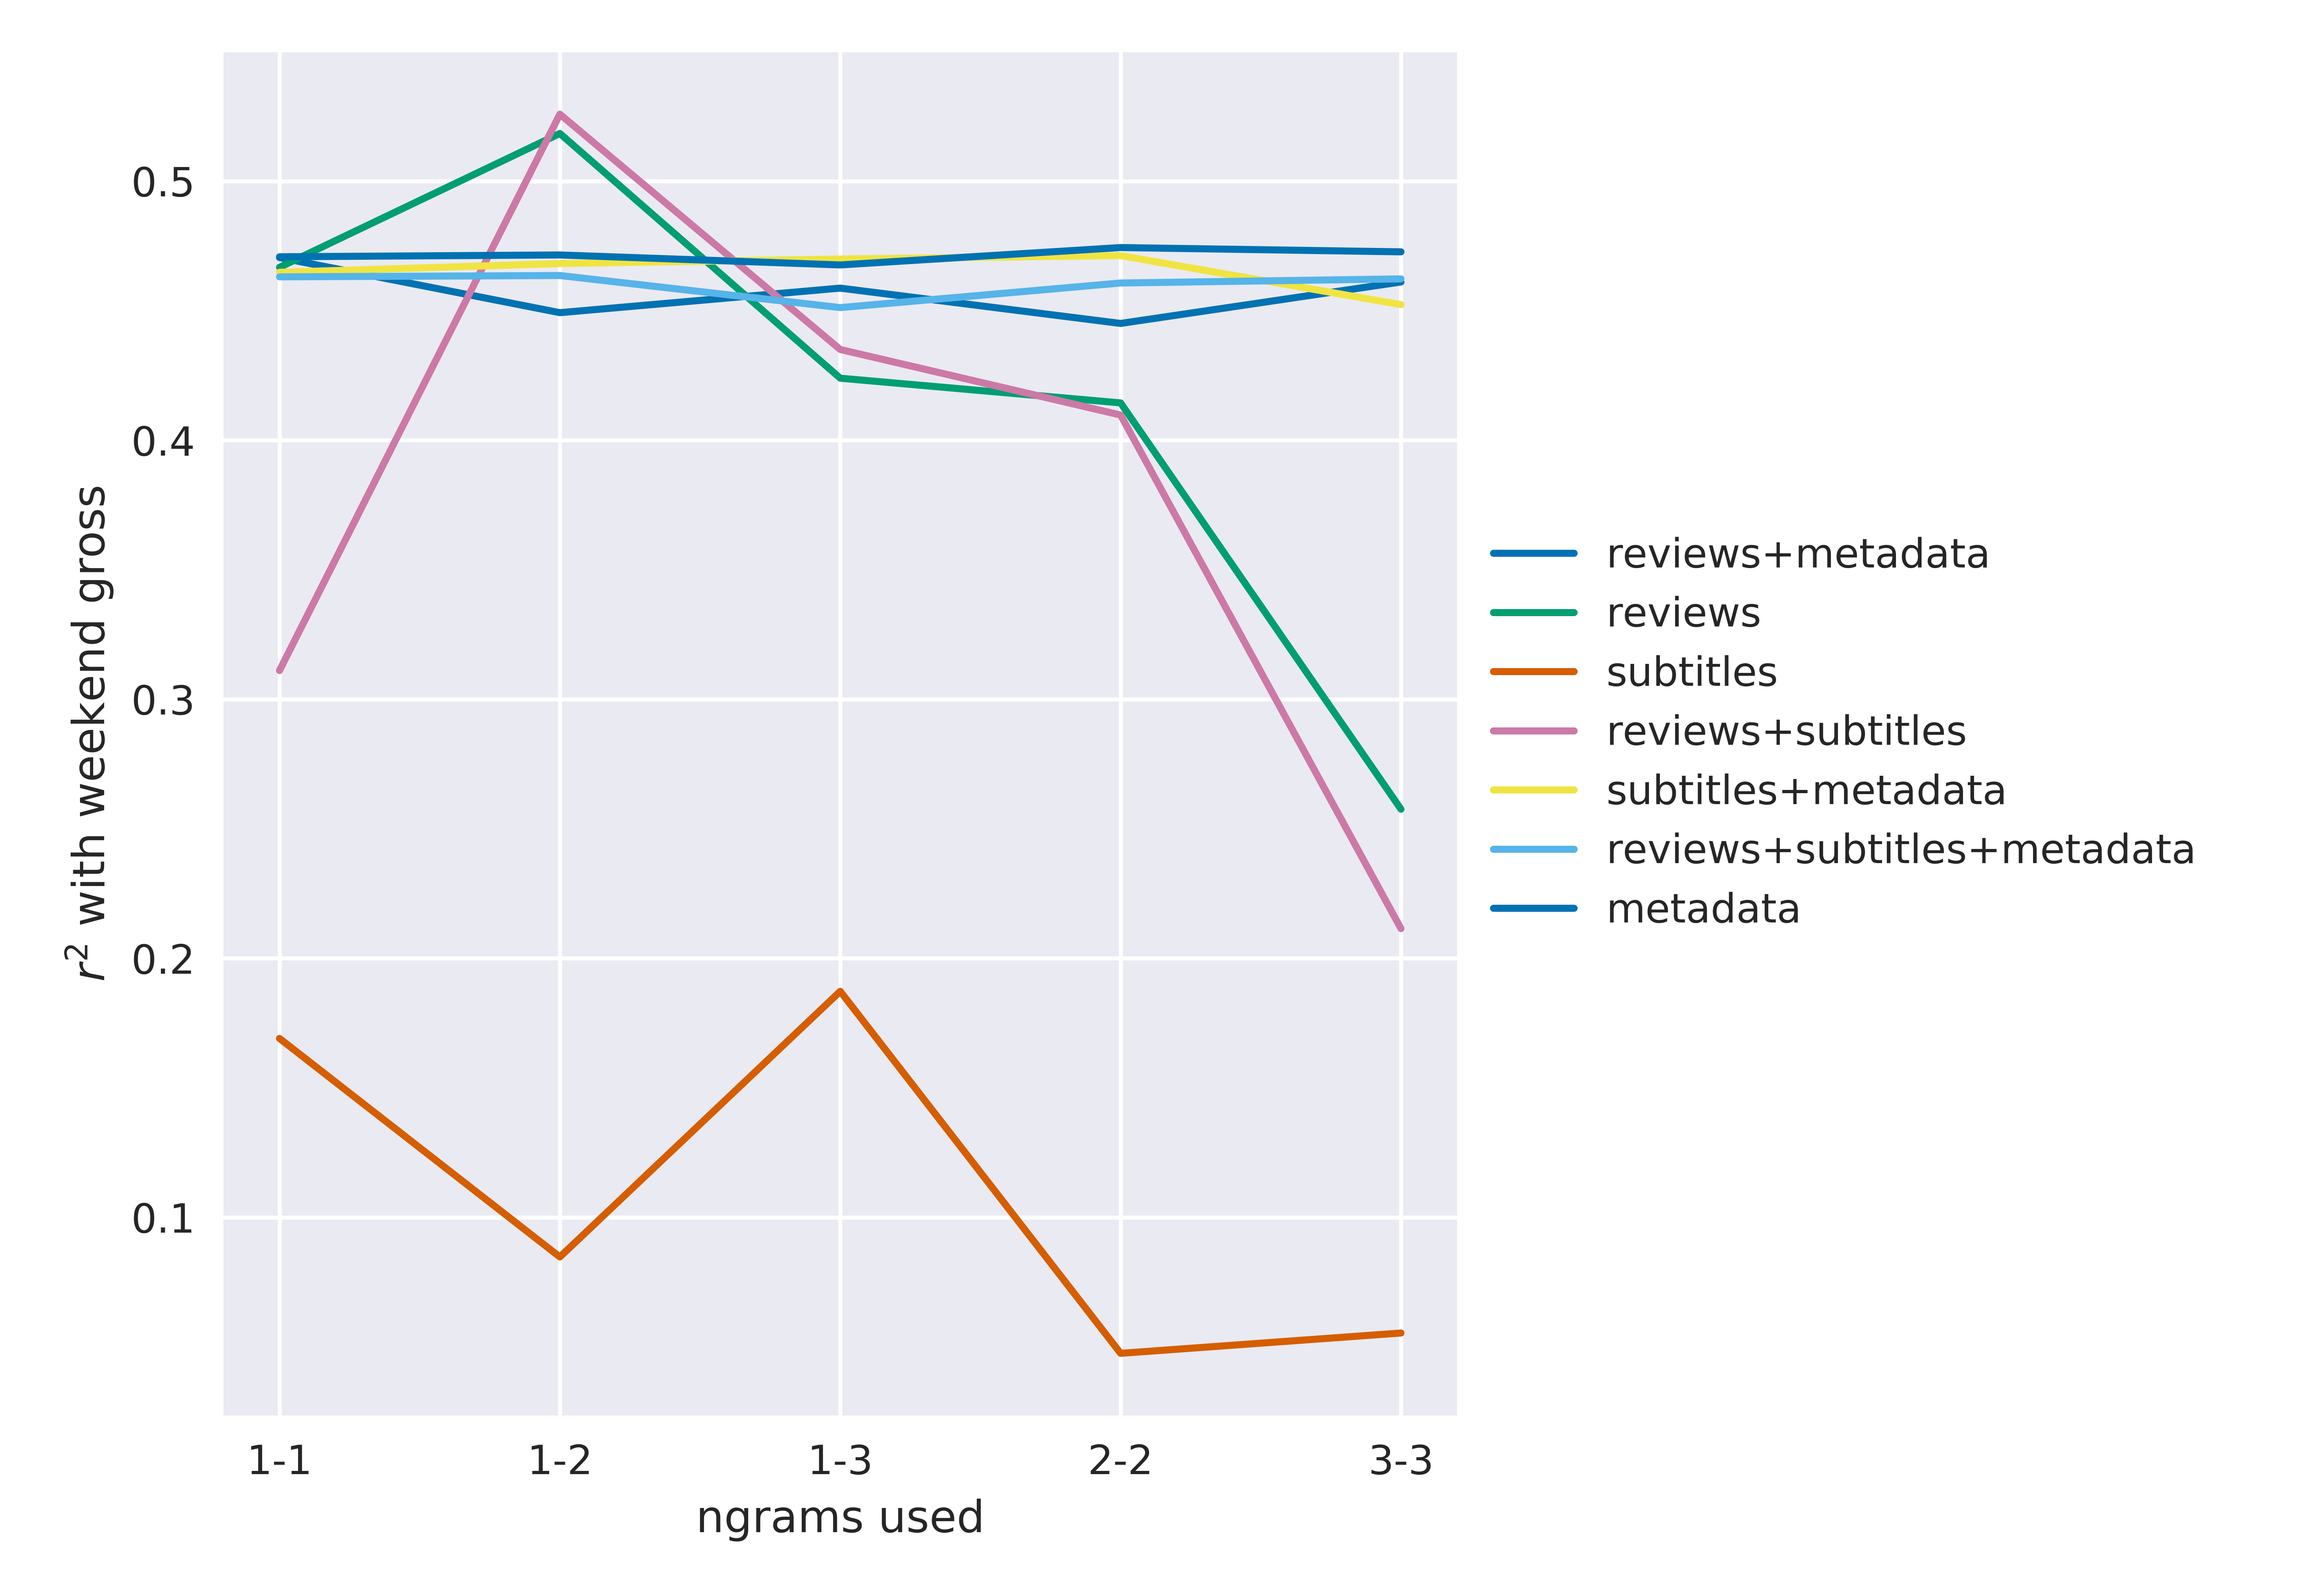 0.5
0.4
0.3
0.2
0.1
r² with weekend gross
1-1 1-2 1-3 2-2 3-3
ngrams used
reviews+metadata
reviews
subtitles
reviews+subtitles
subtitles+metadata
reviews+subtitles+metadata
metadata